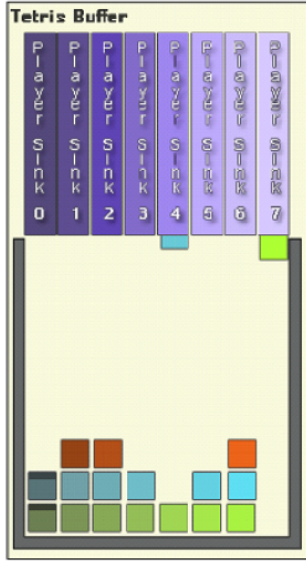 Tetris Buffer
Player Sink 0
Player Sink 1
Player Sink 2
Player Sink 3
Player Sink 4
Player Sink 5
Player Sink 6
Player Sink 7